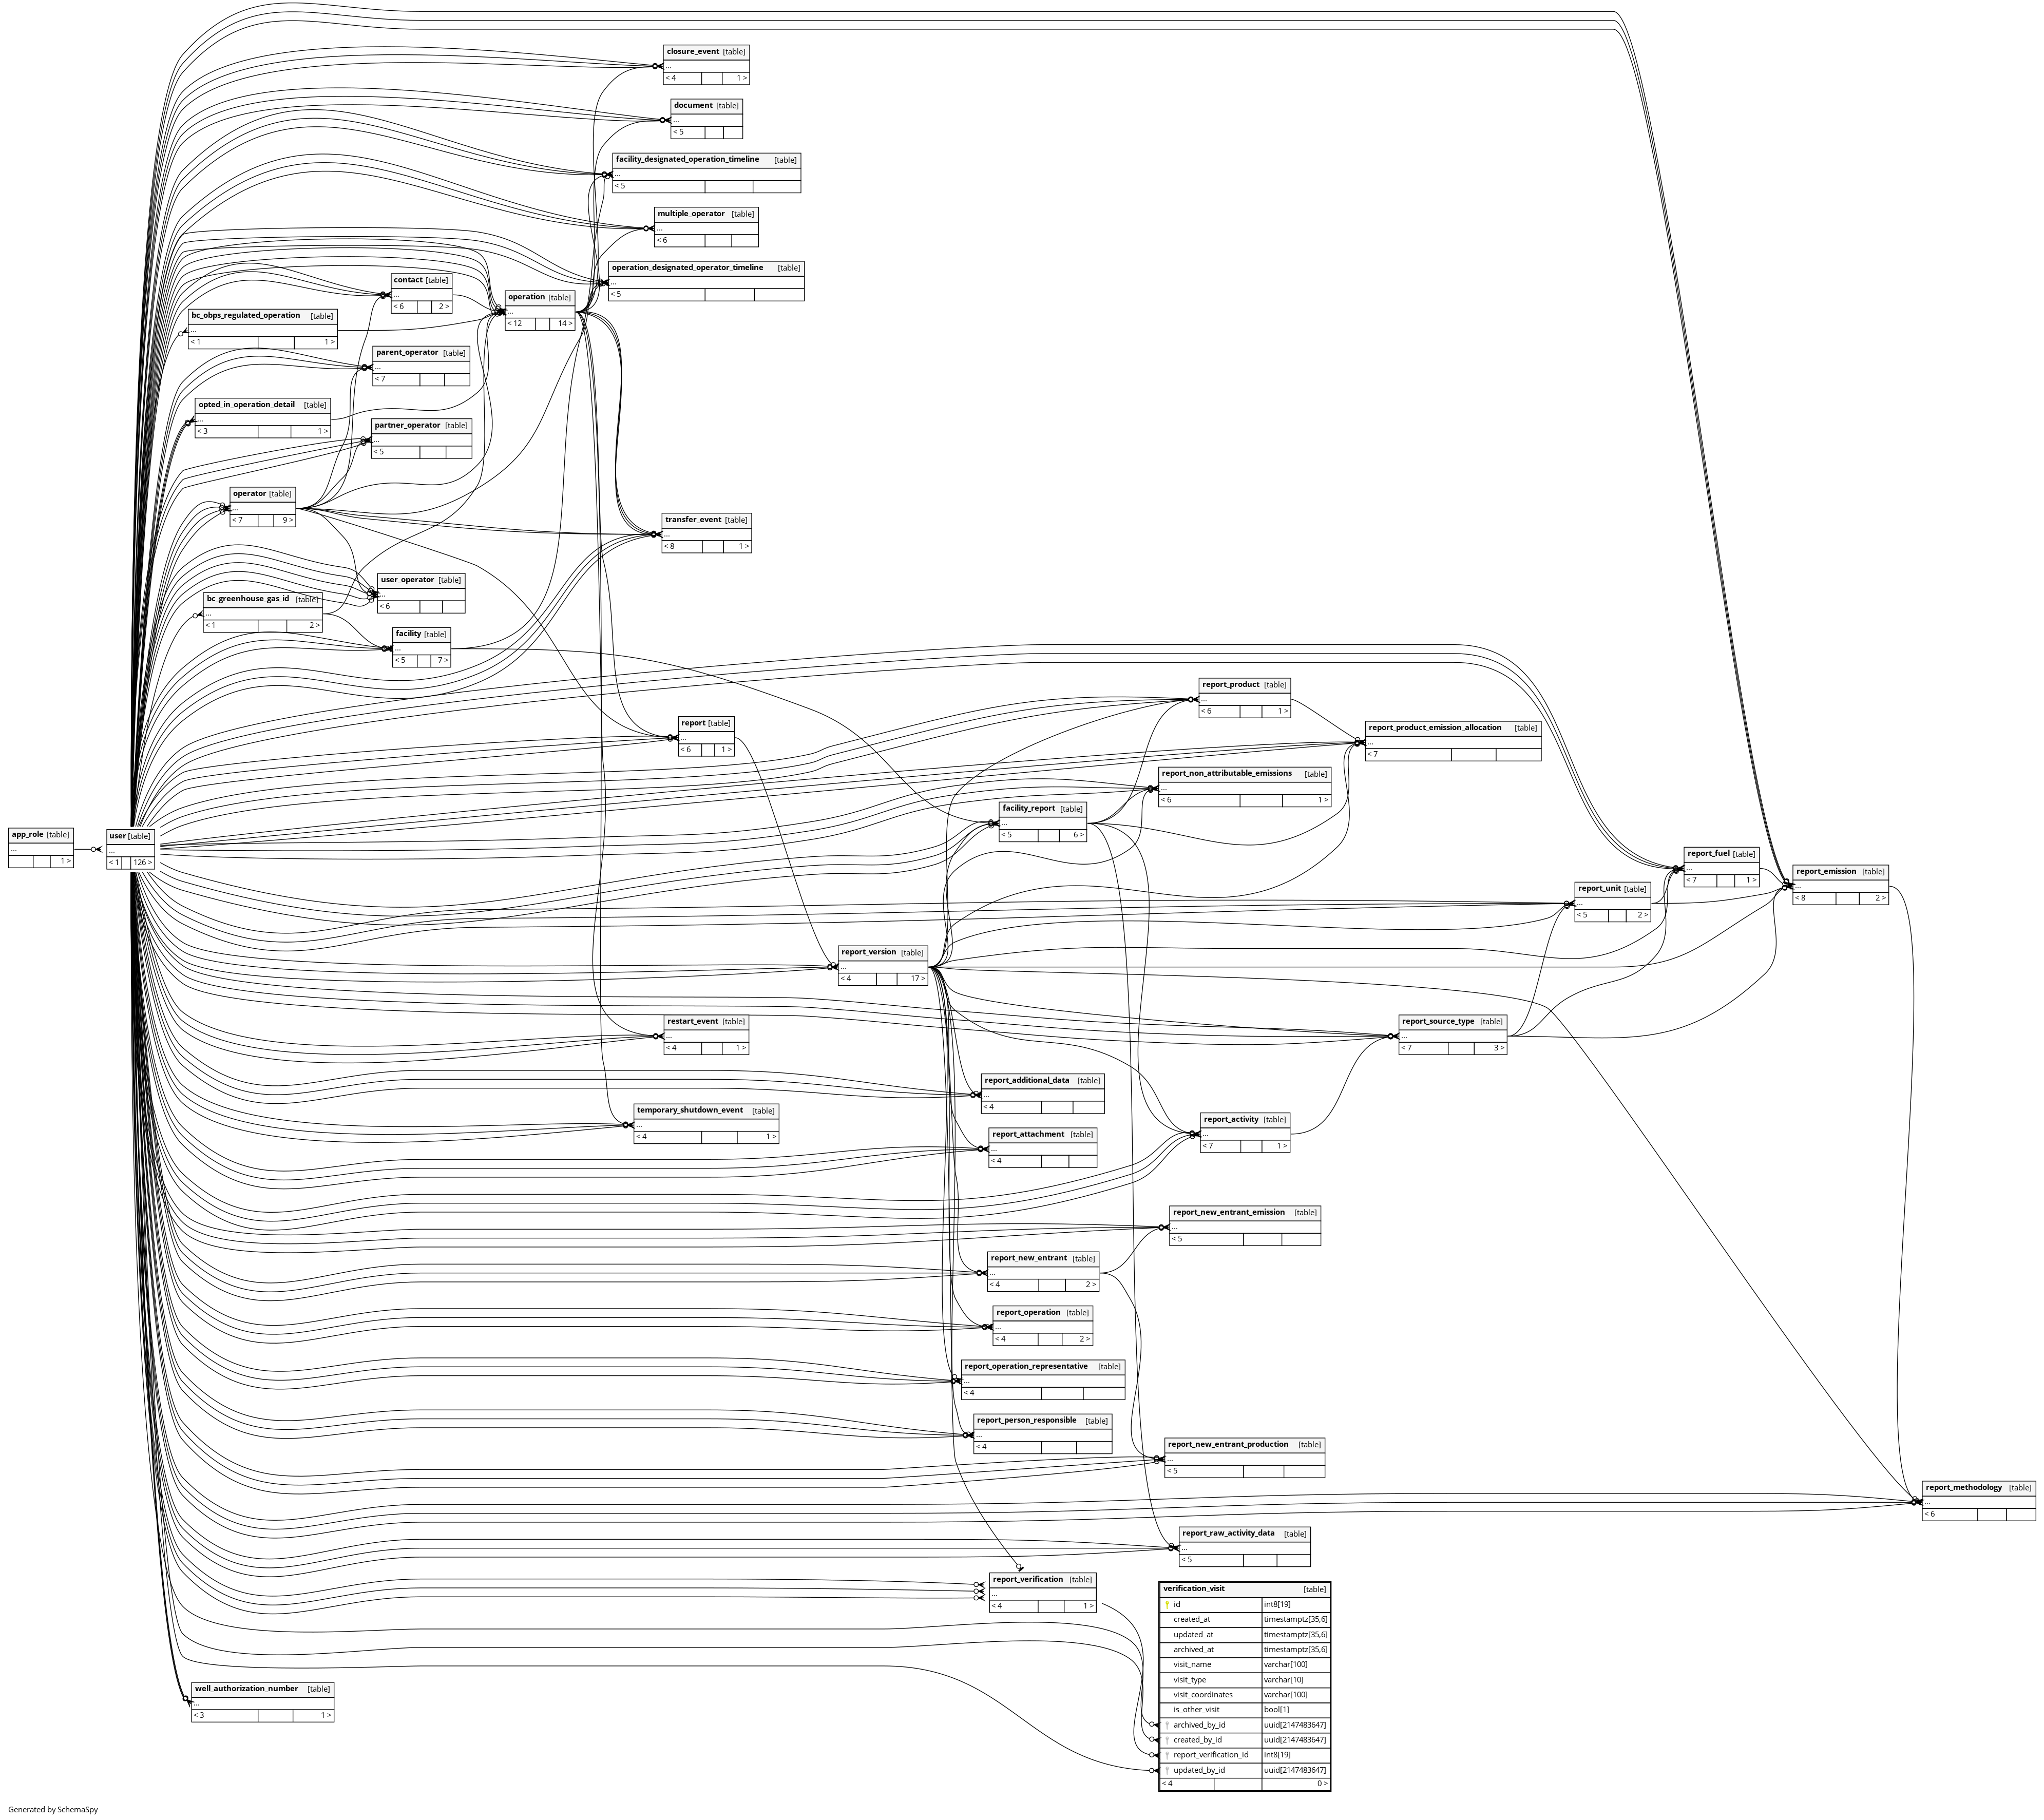 closure_event [table]
...
< 4 1 >
document [table]
...
< 5
facility_designated_operation_timeline [table]
...
< 5
multiple_operator [table]
...
< 6
operation_designated_operator_timeline [table]
...
< 5
contact [table]
...
< 6 2 >
operation [table]
...
< 12 14 >
bc_obps_regulated_operation [table]
...
< 1 1 >
parent_operator [table]
...
< 7
opted_in_operation_detail [table]
...
< 3 1 >
partner_operator [table]
...
< 5
operator [table]
...
< 7 9 >
transfer_event [table]
...
< 8 1 >
user_operator [table]
...
< 6
bc_greenhouse_gas_id [table]
...
< 1 2 >
facility [table]
...
< 5 7 >
report_product [table]
...
< 6 1 >
report [table]
...
< 6 1 >
report_product_emission_allocation [table]
...
< 7
report_non_attributable_emissions [table]
...
< 6 1 >
facility_report [table]
...
< 5 6 >
app_role [table]
...
1 >
user [table]
...
< 1 126 >
report_fuel [table]
...
< 7 1 >
report_emission [table]
...
< 8 2 >
report_unit [table]
...
< 5 2 >
report_version [table]
...
< 4 17 >
restart_event [table]
...
< 4 1 >
report_source_type [table]
...
< 7 3 >
report_additional_data [table]
...
< 4
temporary_shutdown_event [table]
...
< 4 1 >
report_activity [table]
...
< 7 1 >
report_attachment [table]
...
< 4
report_new_entrant_emission [table]
...
< 5
report_new_entrant [table]
...
< 4 2 >
report_operation [table]
...
< 4 2 >
report_operation_representative [table]
...
< 4
report_person_responsible [table]
...
< 4
report_new_entrant_production [table]
...
< 5
report_methodology [table]
...
< 6
report_raw_activity_data [table]
...
< 5
report_verification [table]
...
< 4 1 >
verification_visit [table]
id int8[19]
created_at timestamptz[35,6]
updated_at timestamptz[35,6]
archived_at timestamptz[35,6]
visit_name varchar[100]
visit_type varchar[10]
visit_coordinates varchar[100]
is_other_visit bool[1]
archived_by_id uuid[2147483647]
created_by_id uuid[2147483647]
report_verification_id int8[19]
updated_by_id uuid[2147483647]
< 4 0 >
well_authorization_number [table]
...
< 3 1 >
Generated by SchemaSpy